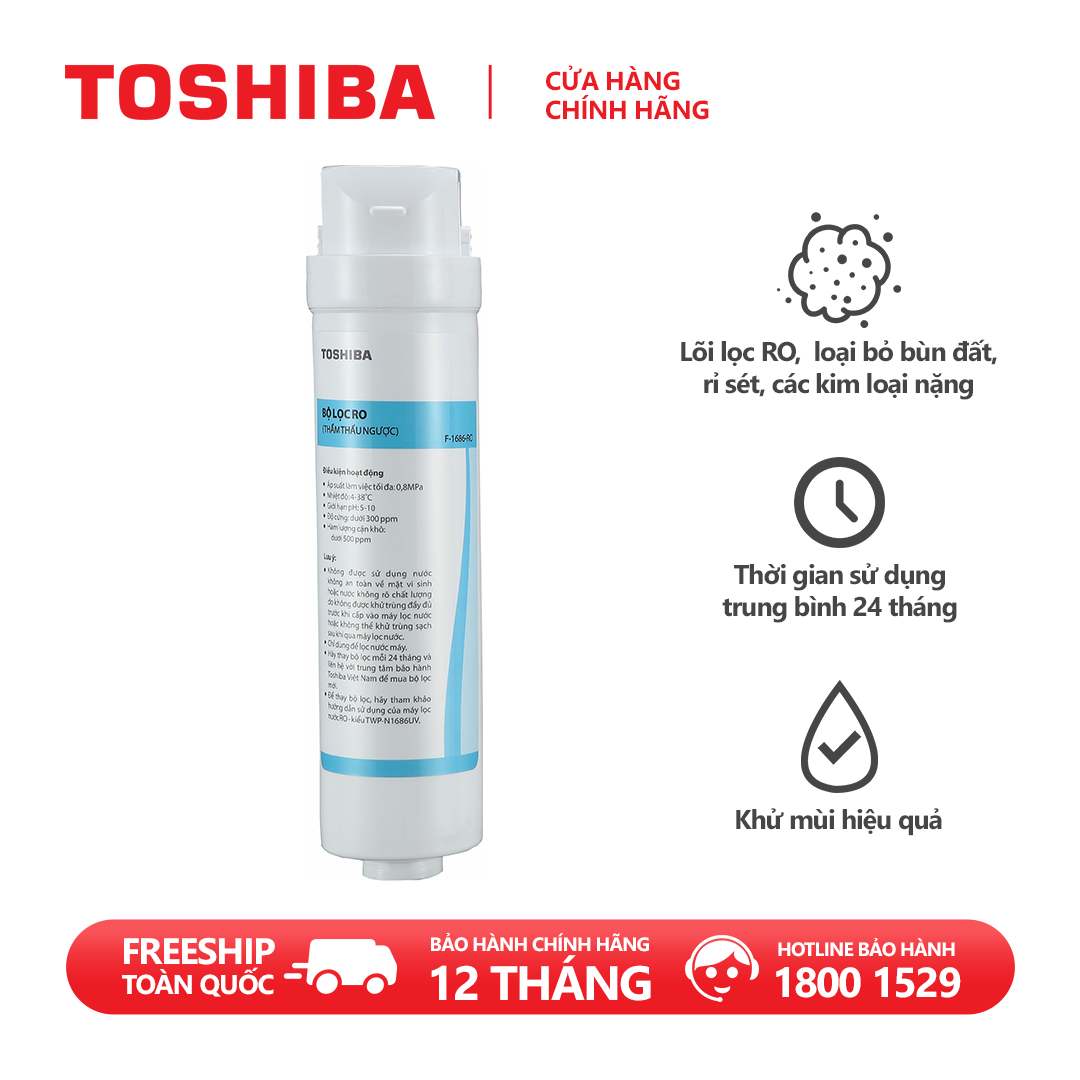 TOSHIBA
CỬA HÀNG
CHÍNH HÃNG
TOSHIBA
BỘ LỌC RO
(THẨM THẤU NGƯỢC)
F-1686-RO
Điều kiện hoạt động
• Áp suất làm việc tối đa: 0,8MPa
• Nhiệt độ: 4-38°C
• Giới hạn pH: 5-10
• Độ cứng: dưới 300 ppm
• Hàm lượng cặn khô:
dưới 500 ppm
Lưu ý:
• Không được sử dụng nước
không an toàn về mặt vi sinh
hoặc nước không rõ chất lượng
do không được khử trùng đầy đủ
trước khi cấp vào máy lọc nước
hoặc không thể khử trùng sạch
sau khi qua máy lọc nước.
• Chỉ dùng để lọc nước máy.
• Hãy thay bộ lọc mỗi 24 tháng và
liên hệ với trung tâm bảo hành
Toshiba Việt Nam để mua bộ lọc
mới.
• Để thay bộ lọc, hãy tham khảo
hướng dẫn sử dụng của máy lọc
nước RO - kiểu TWP-N1686UV.
Lõi lọc RO, loại bỏ bùn đất,
rỉ sét, các kim loại nặng
Thời gian sử dụng
trung bình 24 tháng
Khử mùi hiệu quả
FREESHIP
TOÀN QUỐC
BẢO HÀNH CHÍNH HÃNG
12 THÁNG
HOTLINE BẢO HÀNH
1800 1529